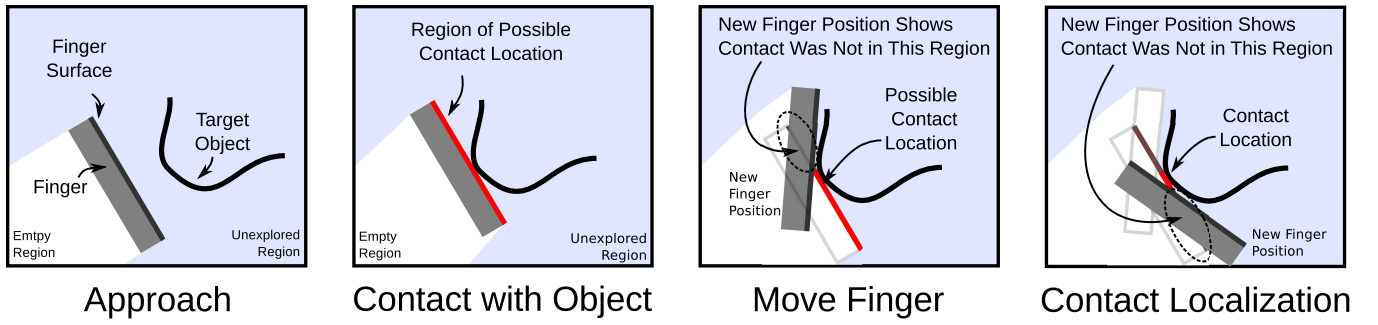 Finger
Surface
Target
Object
Finger
Emtpy
Region
Unexplored
Region
Approach
Region of Possible
Contact Location
Empty
Region
Unexplored
Region
Contact with Object
New Finger Position Shows
Contact Was Not in This Region
Possible
Contact
Location
New
Finger
Position
Move Finger
New Finger Position Shows
Contact Was Not in This Region
Contact
Location
New Finger
Position
Contact Localization